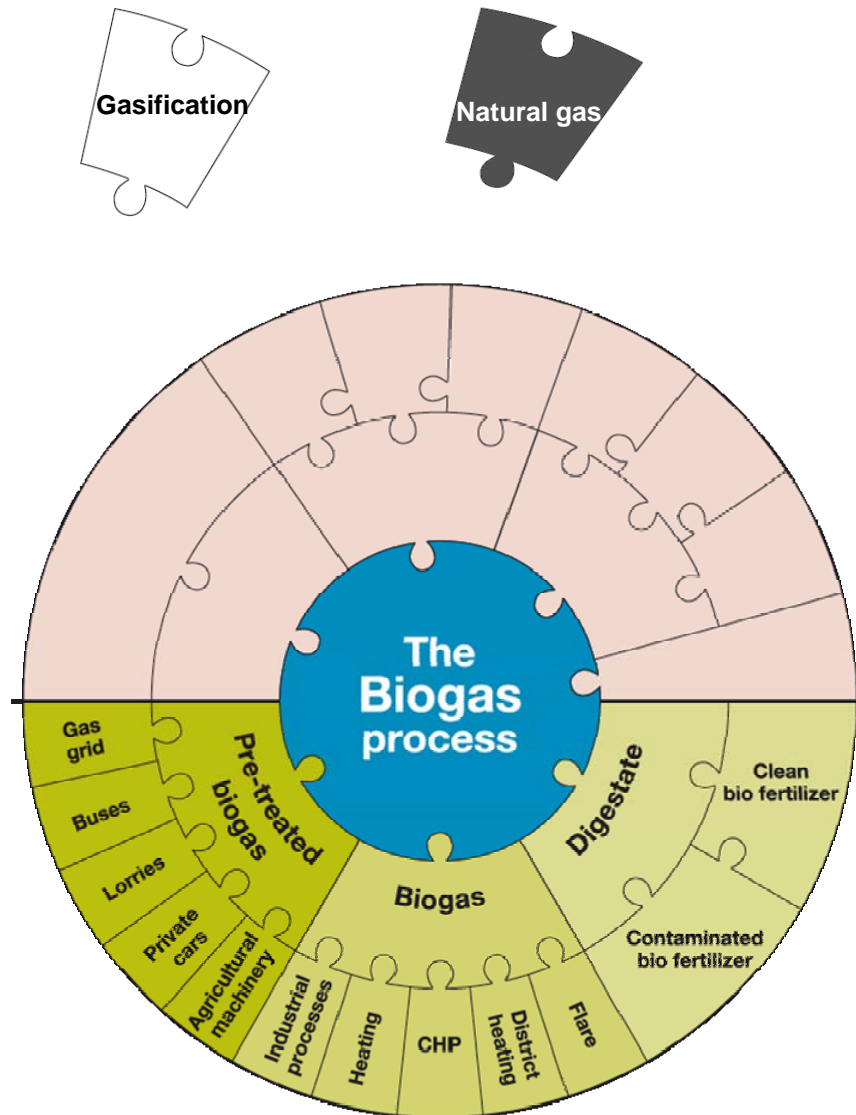 Gasification
Natural gas
The
Biogas
process
Pre-treated
biogas
Gas
grid
Buses
Lorries
Private
cars
Agricultural
machinery
Biogas
Industrial
processes
Heating
CHP
District
heating
Flare
Digestate
Clean
bio fertilizer
Contaminated
bio fertilizer